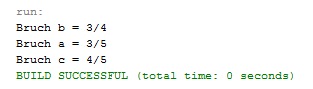 run:
Bruch b = 3/4
Bruch a = 3/5
Bruch c = 4/5
BUILD SUCCESSFUL (total time: 0 seconds)